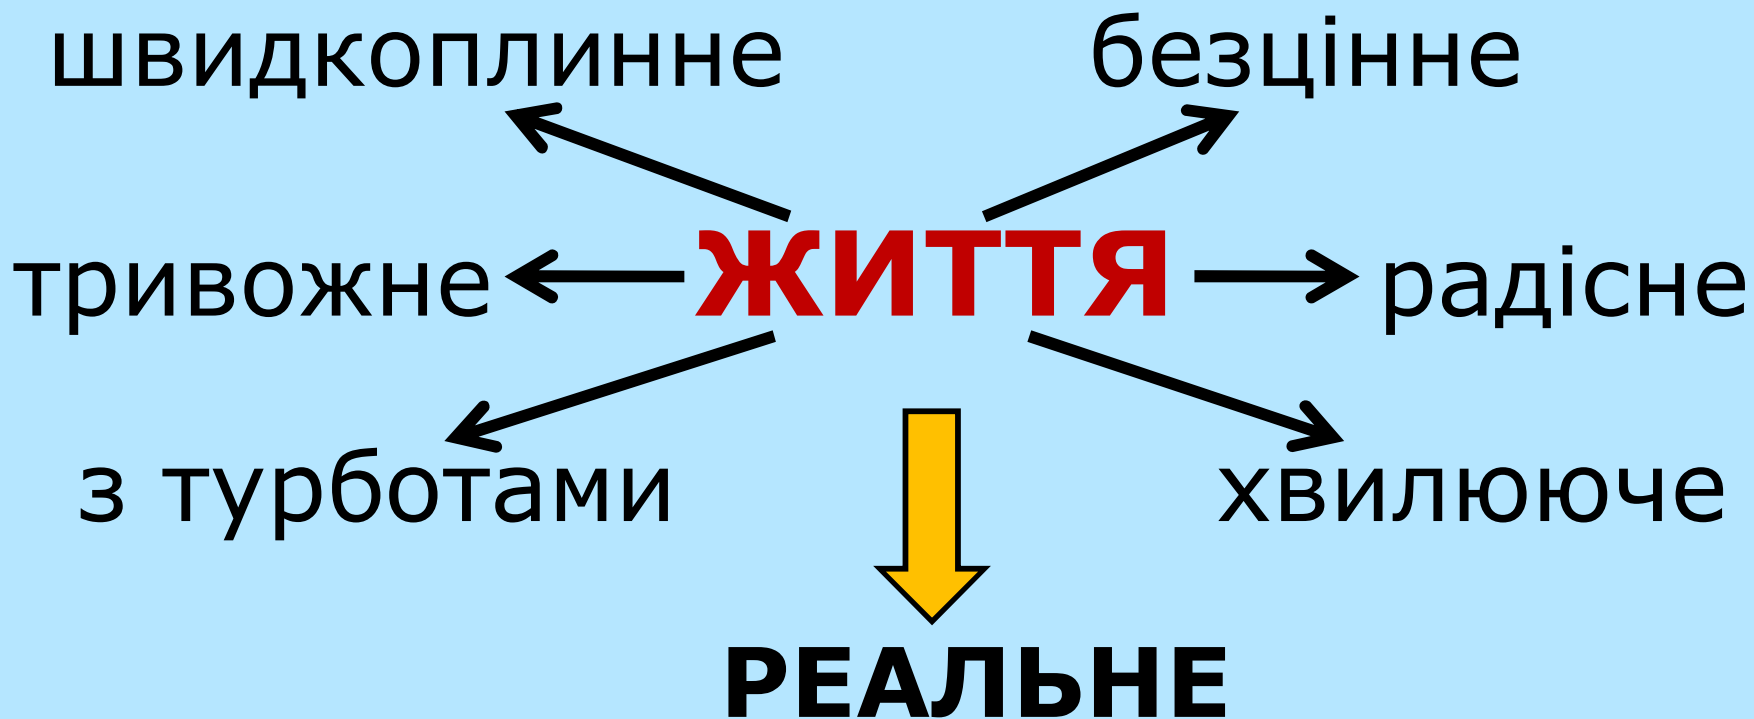 швидкоплинне безцінне
тривожне ЖИТТЯ радісне
з турботами хвилююче
РЕАЛЬНЕ